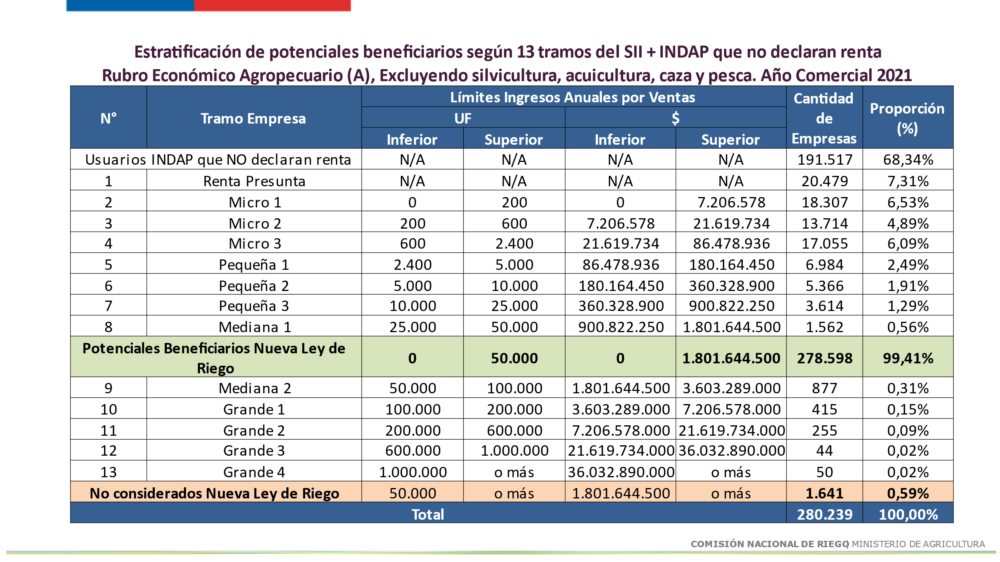 Estratificación de potenciales beneficiarios según 13 tramos del SII + INDAP que no declaran renta
Rubro Económico Agropecuario (A), Excluyendo silvicultura, acuicultura, caza y pesca. Año Comercial 2021
N° Tramo Empresa Límites Ingresos Anuales por Ventas Cantidad de Empresas Proporción (%)
UF $
Inferior Superior Inferior Superior
Usuarios INDAP que NO declaran renta N/A N/A N/A N/A 191.517 68,34%
1 Renta Presunta N/A N/A N/A N/A 20.479 7,31%
2 Micro 1 0 200 0 7.206.578 18.307 6,53%
3 Micro 2 200 600 7.206.578 21.619.734 13.714 4,89%
4 Micro 3 600 2.400 21.619.734 86.478.936 17.055 6,09%
5 Pequeña 1 2.400 5.000 86.478.936 180.164.450 6.984 2,49%
6 Pequeña 2 5.000 10.000 180.164.450 360.328.900 5.366 1,91%
7 Pequeña 3 10.000 25.000 360.328.900 900.822.250 3.614 1,29%
8 Mediana 1 25.000 50.000 900.822.250 1.801.644.500 1.562 0,56%
Potenciales Beneficiarios Nueva Ley de
Riego 0 50.000 0 1.801.644.500 278.598 99,41%
9 Mediana 2 50.000 100.000 1.801.644.500 3.603.289.000 877 0,31%
10 Grande 1 100.000 200.000 3.603.289.000 7.206.578.000 415 0,15%
11 Grande 2 200.000 600.000 7.206.578.000 21.619.734.000 255 0,09%
12 Grande 3 600.000 1.000.000 21.619.734.000 36.032.890.000 44 0,02%
13 Grande 4 1.000.000 o más 36.032.890.000 o más 50 0,02%
No considerados Nueva Ley de Riego 50.000 o más 1.801.644.500 o más 1.641 0,59%
Total 280.239 100,00%
COMISIÓN NACIONAL DE RIEGO | MINISTERIO DE AGRICULTURA